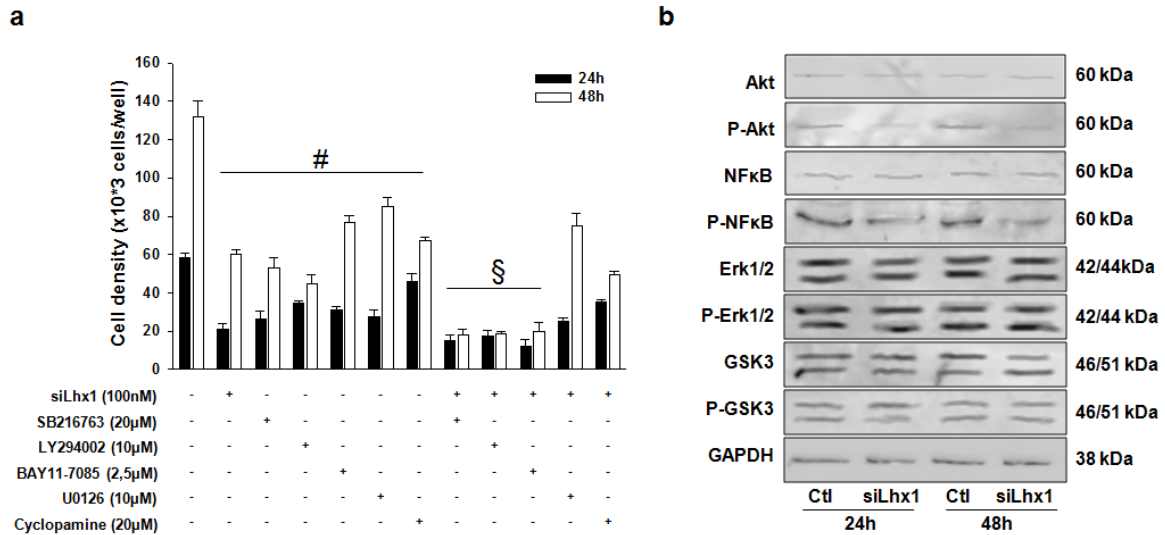 a
b
160
140
120
100
80
60
40
20
0
Cell density (x10*3 cells/well)
24h
48h
#
§
siLhx1 (100nM) - + - - - - - + + + + +
SB216763 (20µM) - - + - - - - + - - - -
LY294002 (10µM) - - - + - - - - + - - -
BAY11-7085 (2,5µM) - - - - + - - - - + - -
U0126 (10µM) - - - - - + - - - - + -
Cyclopamine (20µM) - - - - - - + - - - - +
Akt 60 kDa
P-Akt 60 kDa
NFκB 60 kDa
P-NFκB 60 kDa
Erk1/2 42/44kDa
P-Erk1/2 42/44 kDa
GSK3 46/51 kDa
P-GSK3 46/51 kDa
GAPDH 38 kDa
Ctl siLhx1 Ctl siLhx1
24h 48h